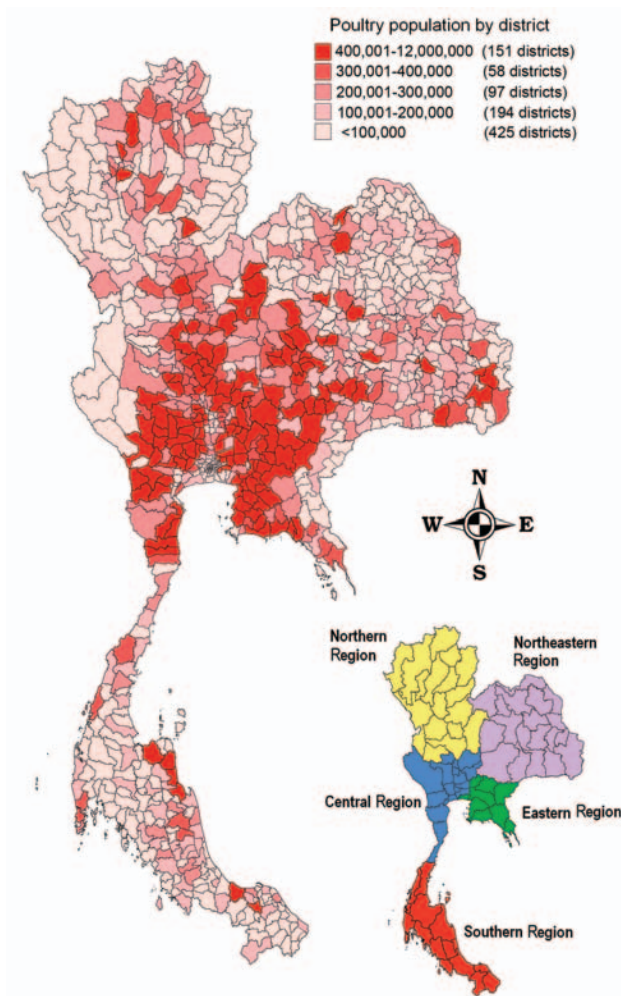 Poultry population by district
400,001-12,000,000 (151 districts)
300,001-400,000 (58 districts)
200,001-300,000 (97 districts)
100,001-200,000 (194 districts)
<100,000 (425 districts)
N
W E
S
Northern
Region
Northeastern
Region
Central Region
Eastern Region
Southern Region